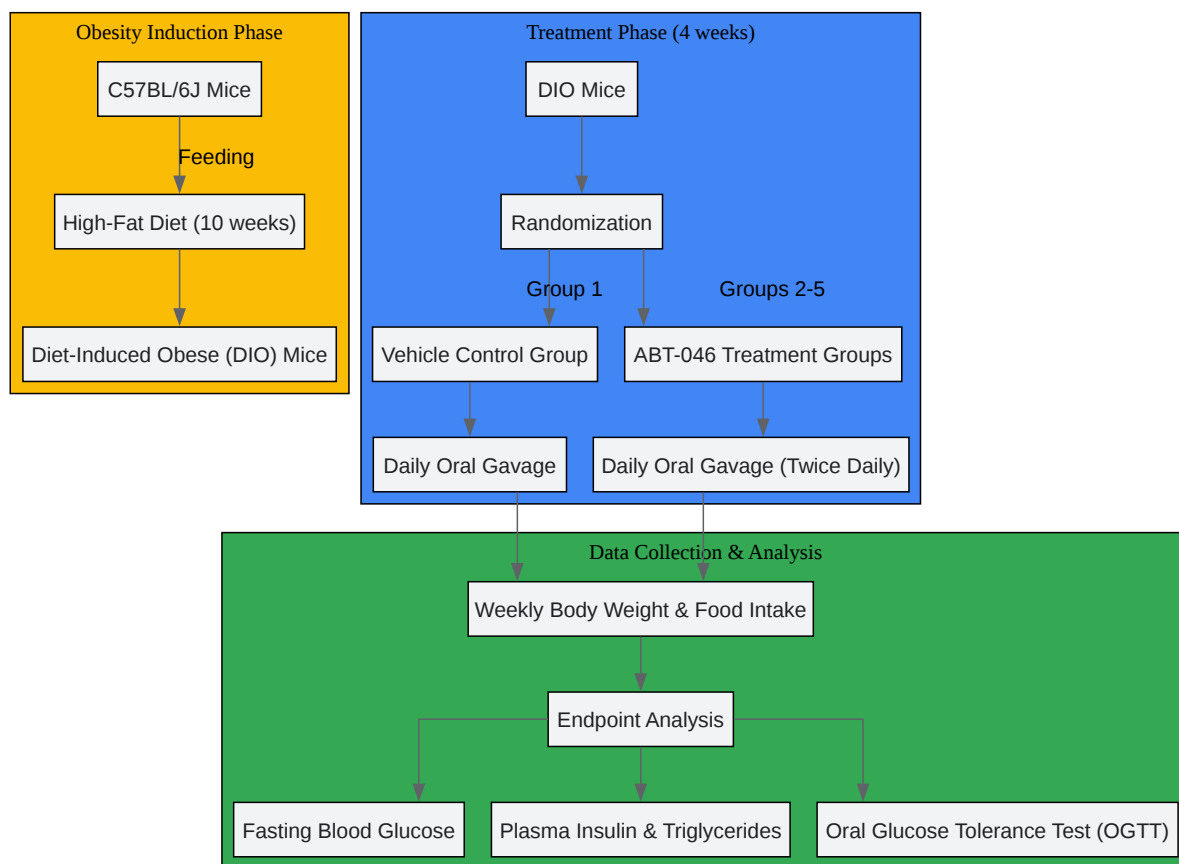 Obesity Induction Phase
C57BL/6J Mice
Feeding
High-Fat Diet (10 weeks)
Diet-Induced Obese (DIO) Mice
Treatment Phase (4 weeks)
DIO Mice
Randomization
Group 1
Groups 2-5
Vehicle Control Group
ABT-046 Treatment Groups
Daily Oral Gavage
Daily Oral Gavage (Twice Daily)
Data Collection & Analysis
Weekly Body Weight & Food Intake
Endpoint Analysis
Fasting Blood Glucose
Plasma Insulin & Triglycerides
Oral Glucose Tolerance Test (OGTT)